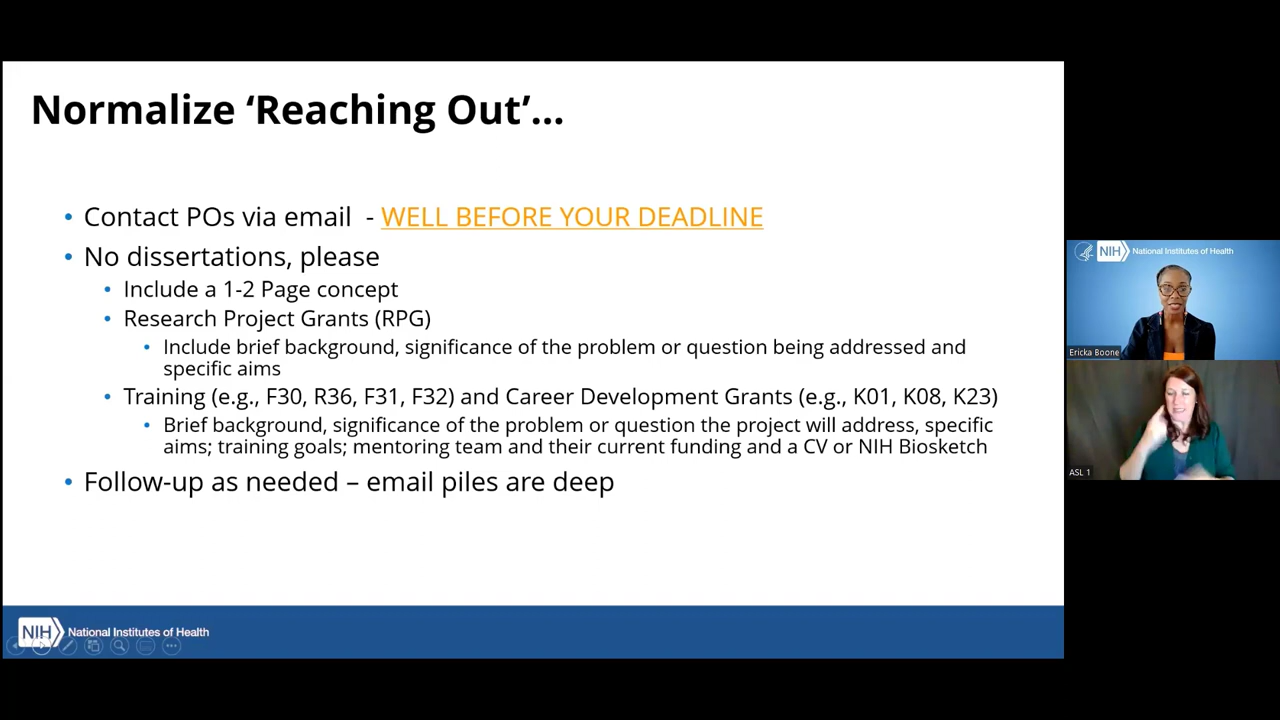 Normalize ‘Reaching Out’...
• Contact POs via email - WELL BEFORE YOUR DEADLINE
• No dissertations, please
• Include a 1-2 Page concept
• Research Project Grants (RPG)
• Include brief background, significance of the problem or question being addressed and
specific aims
• Training (e.g., F30, R36, F31, F32) and Career Development Grants (e.g., K01, K08, K23)
• Brief background, significance of the problem or question the project will address, specific
aims; training goals; mentoring team and their current funding and a CV or NIH Biosketch
• Follow-up as needed – email piles are deep
NIH National Institutes of Health
NIH National Institutes of Health
Ericka Boone
ASL 1